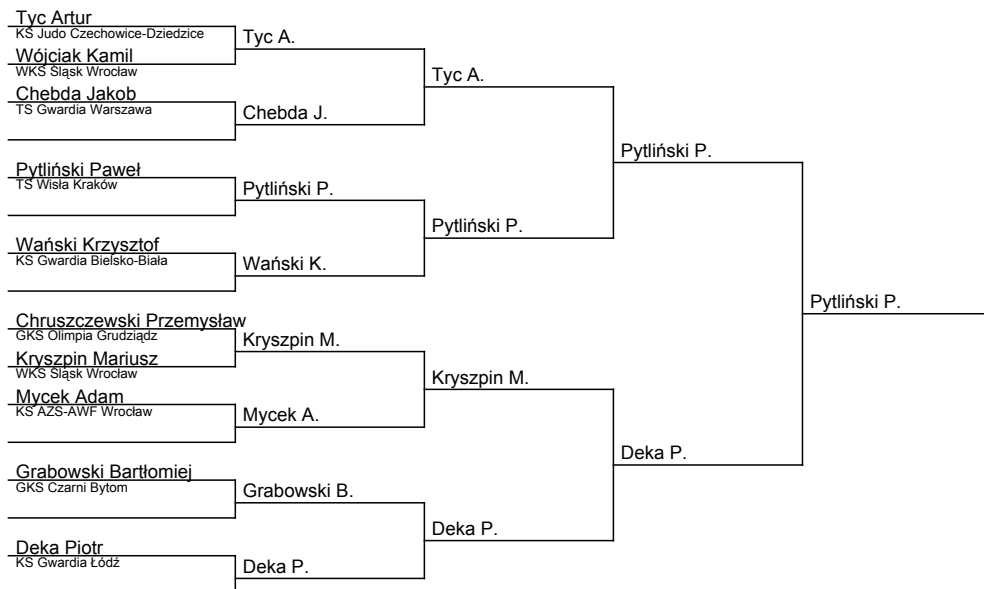 Tyc Artur
KS Judo Czechowice-Dziedzice
Tyc A.
Wójciak Kamil
WKS Śląsk Wrocław
Tyc A.
Chebda Jakob
TS Gwardia Warszawa
Chebda J.
Pytliński P.
Pytliński Paweł
TS Wisła Kraków
Pytliński P.
Pytliński P.
Wański Krzysztof
KS Gwardia Bielsko-Biała
Wański K.
Pytliński P.
Chruszczewski Przemysław
GKS Olimpia Grudziądz
Kryszpin M.
Kryszpin Mariusz
WKS Śląsk Wrocław
Kryszpin M.
Mycek Adam
KS AZS-AWF Wrocław
Mycek A.
Deka P.
Grabowski Bartłomiej
GKS Czarni Bytom
Grabowski B.
Deka P.
Deka Piotr
KS Gwardia Łódź
Deka P.